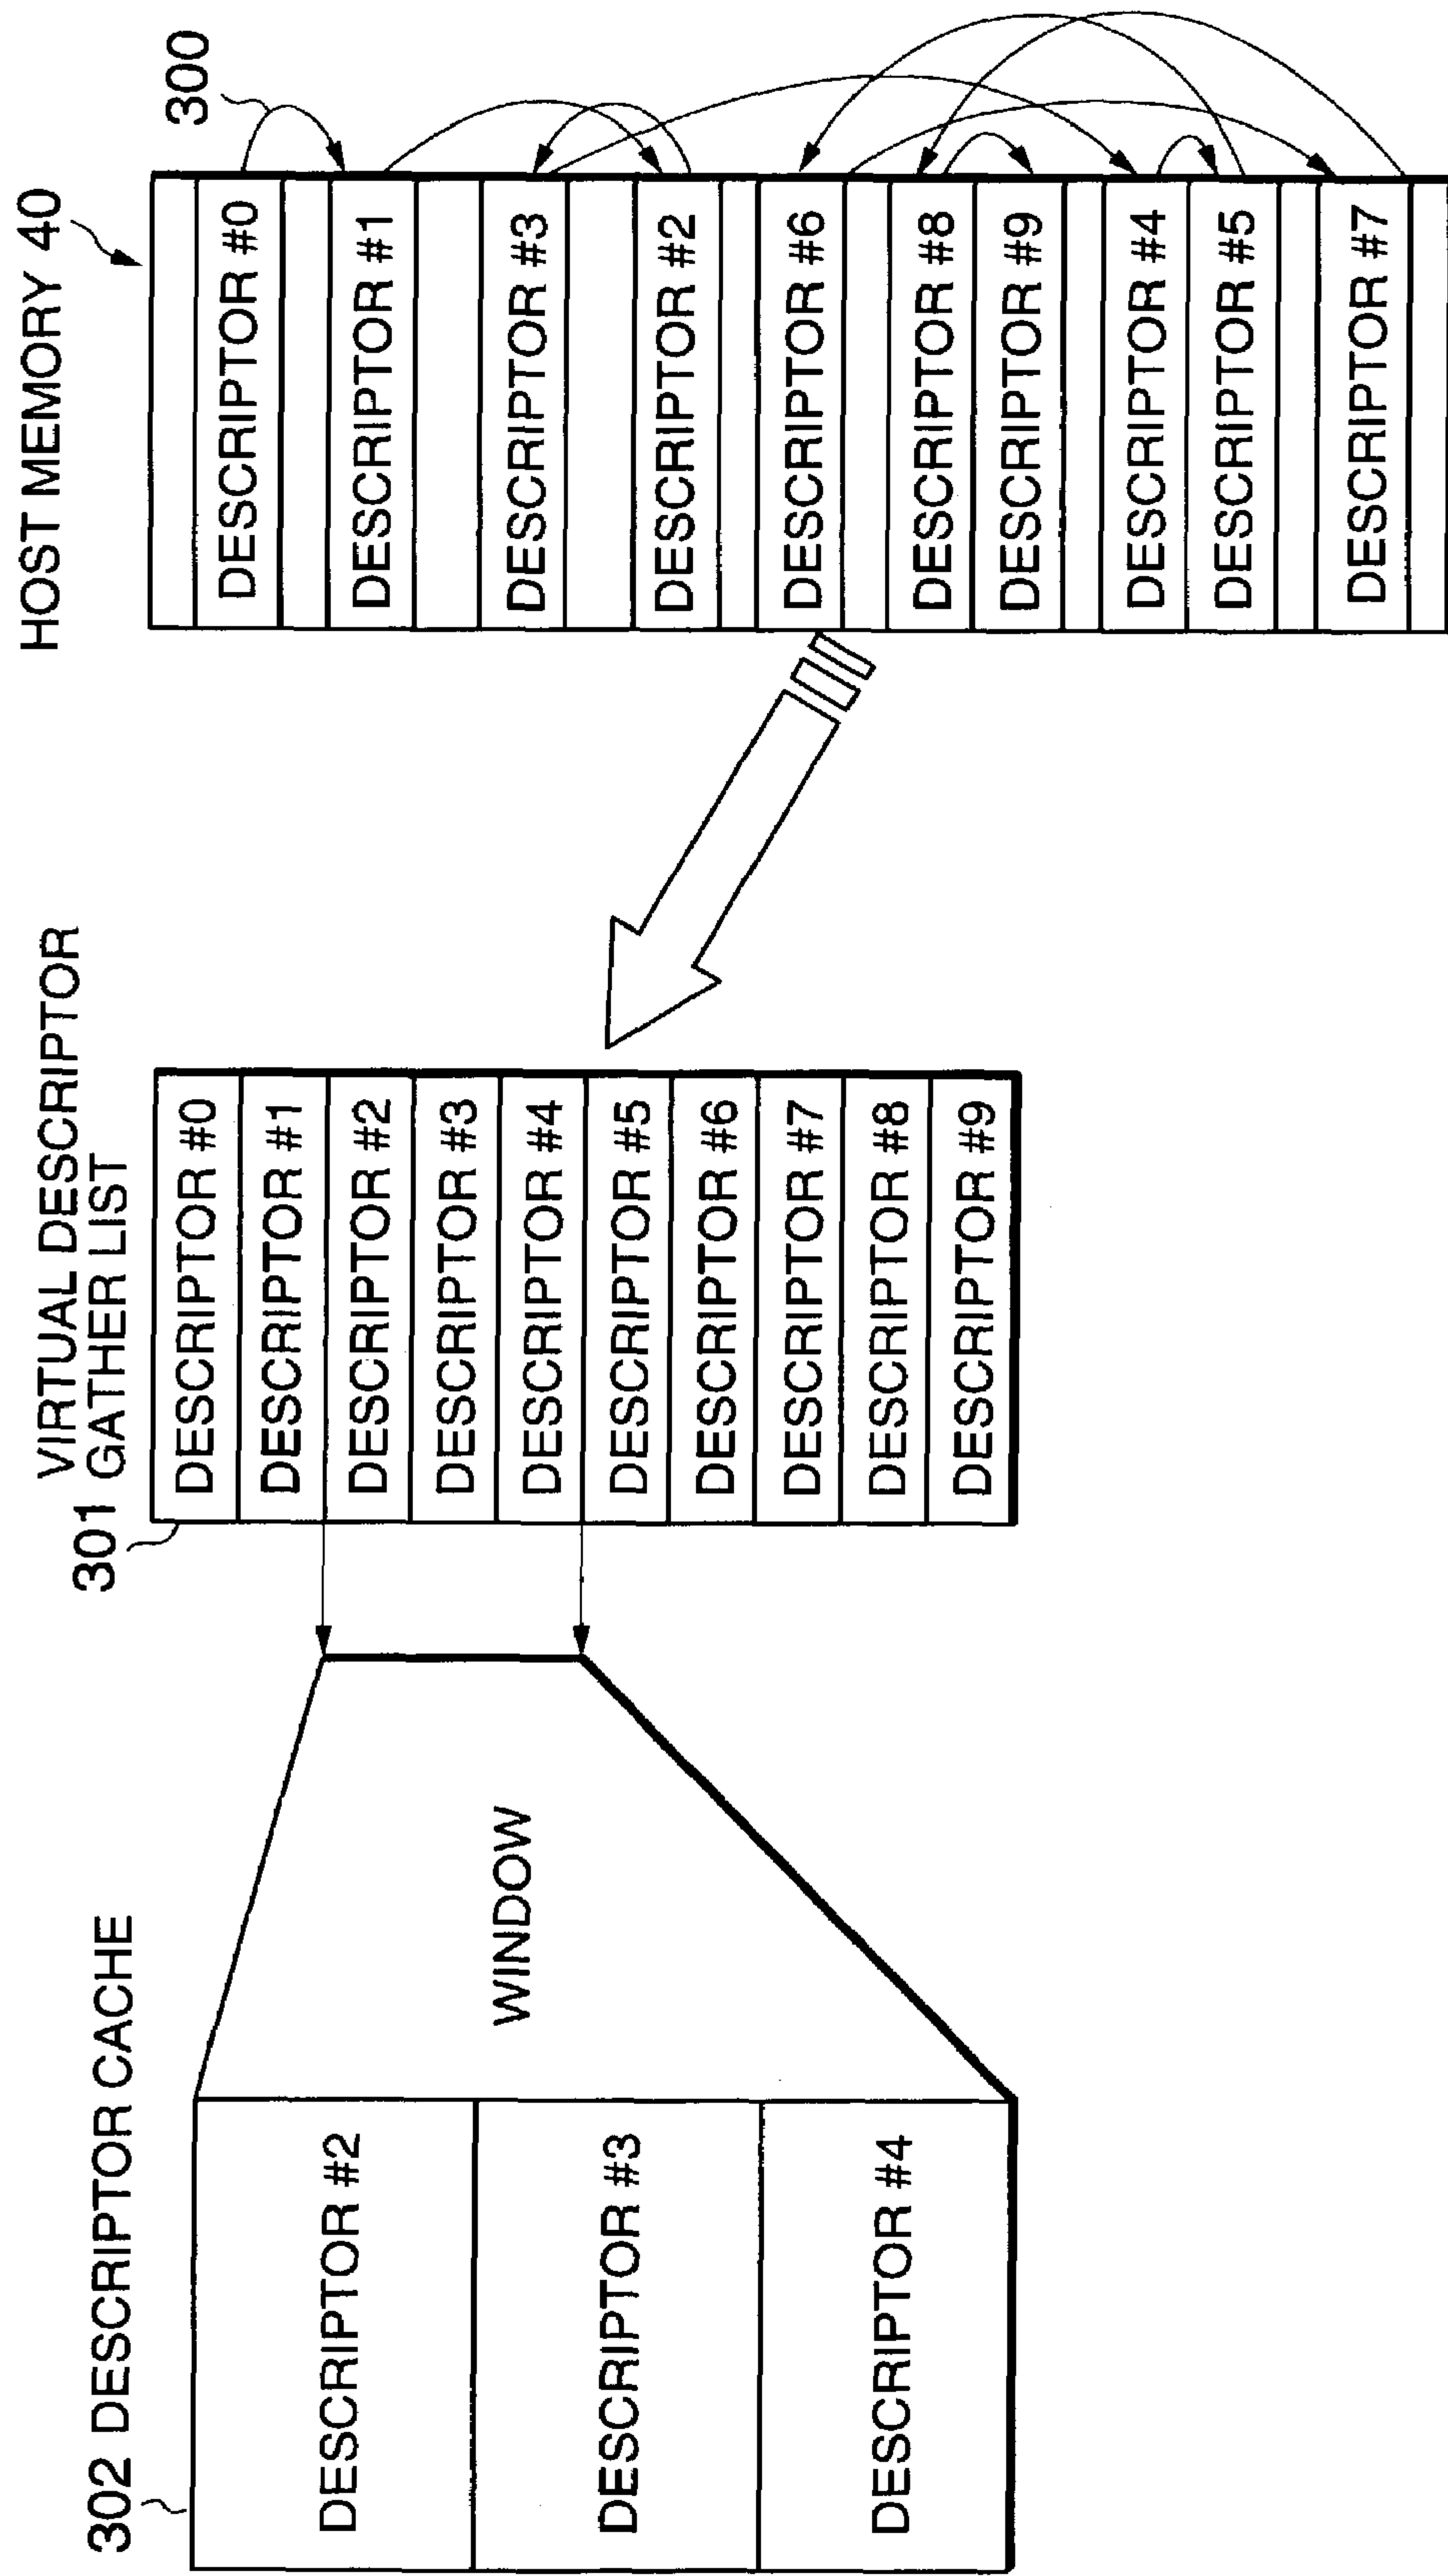 302 DESCRIPTOR CACHE
DESCRIPTOR #2
DESCRIPTOR #3
DESCRIPTOR #4
WINDOW
VIRTUAL DESCRIPTOR
301 GATHER LIST
DESCRIPTOR #0
DESCRIPTOR #1
DESCRIPTOR #2
DESCRIPTOR #3
DESCRIPTOR #4
DESCRIPTOR #5
DESCRIPTOR #6
DESCRIPTOR #7
DESCRIPTOR #8
DESCRIPTOR #9
HOST MEMORY 40
300
DESCRIPTOR #0
DESCRIPTOR #1
DESCRIPTOR #3
DESCRIPTOR #2
DESCRIPTOR #6
DESCRIPTOR #8
DESCRIPTOR #9
DESCRIPTOR #4
DESCRIPTOR #5
DESCRIPTOR #7